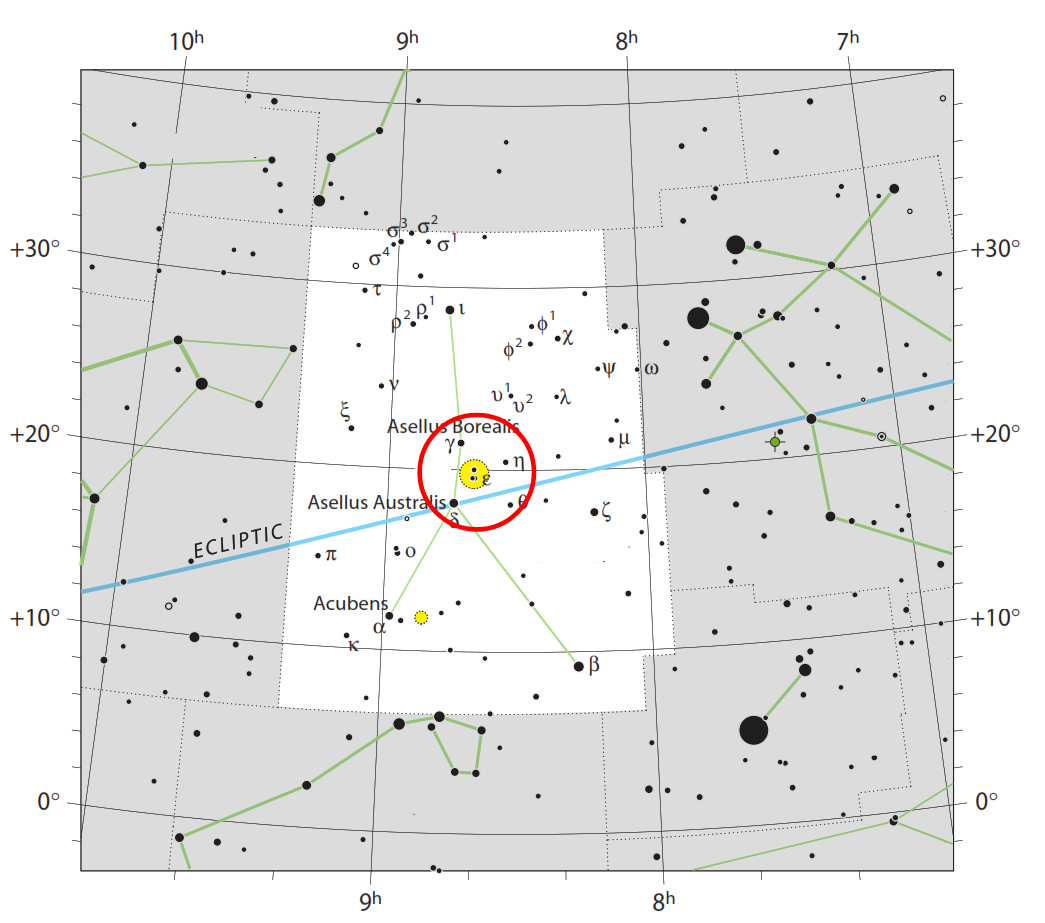 10h 9h 8h 7h
σ3 σ2
σ4 σ1
+30° +30°
τ
ρ2 ρ1 ι
ϕ1 χ
ϕ2
ψ ω
ν
υ1 υ2 λ
ξ
Asellus Borealis
+20° γ μ +20°
η
ε
Asellus Australis θ ζ
δ
ECLIPTIC
π ο
Acubens
+10° α +10°
κ
β
0° 0°
9h 8h